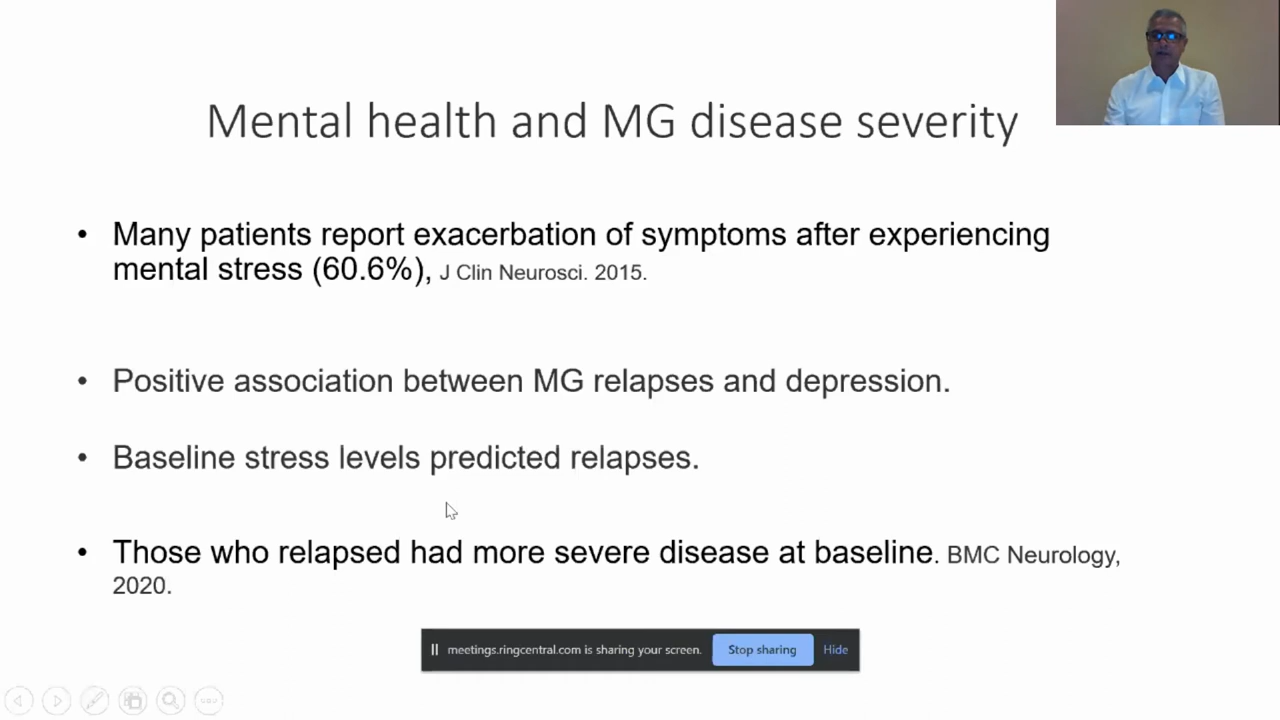 Mental health and MG disease severity
• Many patients report exacerbation of symptoms after experiencing
mental stress (60.6%), J Clin Neurosci. 2015.
• Positive association between MG relapses and depression.
• Baseline stress levels predicted relapses.
• Those who relapsed had more severe disease at baseline. BMC Neurology,
2020.
meetings.ringcentral.com is sharing your screen. Stop sharing Hide